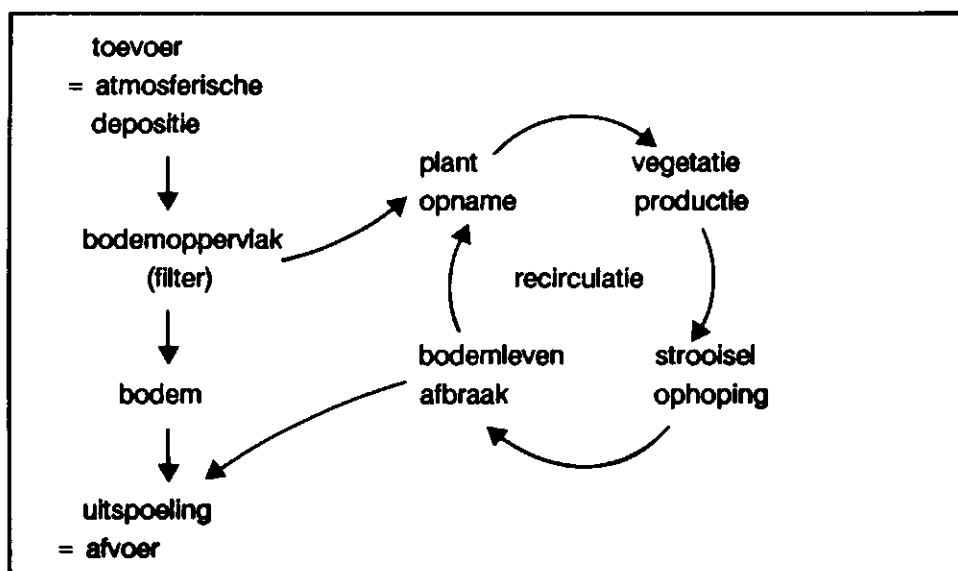 toevoer
= atmosferische
depositie
bodemoppervlak
(filter)
bodem
uitspoeling
= afvoer
plant
opname
vegetatie
productie
recirculatie
bodemleven
afbraak
strooisel
ophoping